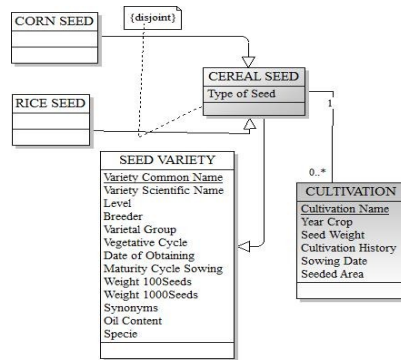 CORN SEED
{disjoint}
CEREAL SEED
Type of Seed
RICE SEED
1
0..*
SEED VARIETY
Variety Common Name
Variety Scientific Name
Level
Breeder
Varietal Group
Vegetative Cycle
Date of Obtaining
Maturity Cycle Sowing
Weight 100Seeds
Weight 1000Seeds
Synonyms
Oil Content
Specie
CULTIVATION
Cultivation Name
Year Crop
Seed Weight
Cultivation History
Sowing Date
Seeded Area